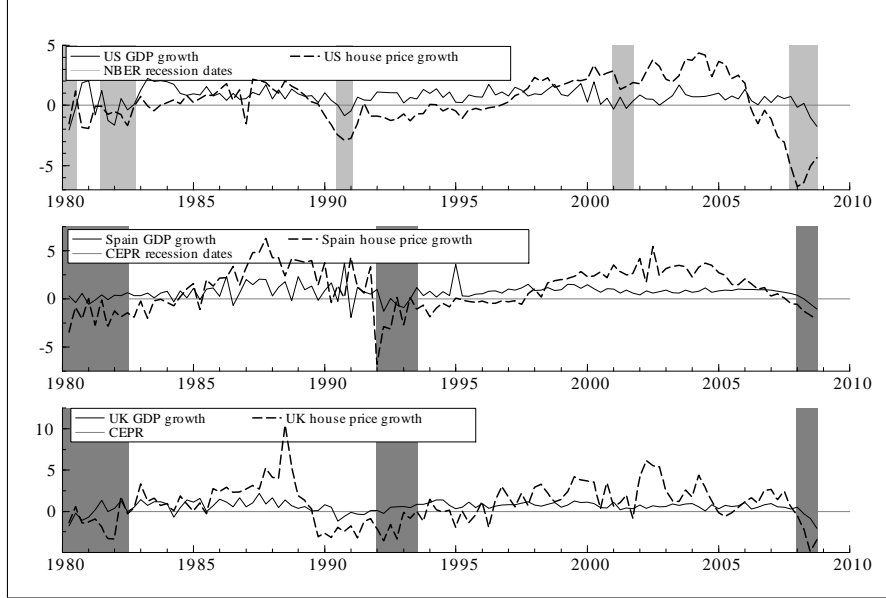 5
US GDP growth US house price growth
NBER recession dates
0
-5
1980 1985 1990 1995 2000 2005 2010
Spain GDP growth Spain house price growth
5
CEPR recession dates
0
-5
1980 1985 1990 1995 2000 2005 2010
UK GDP growth UK house price growth
10
CEPR
5
0
1980 1985 1990 1995 2000 2005 2010